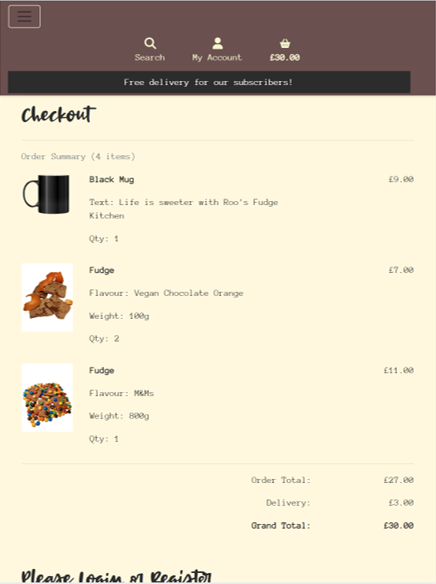 Search My Account £30.00
Free delivery for our subscribers!
Checkout
Order Summary (4 items)
Black Mug £9.00
Text: Life is sweeter with Roo's Fudge
Kitchen
Qty: 1
Fudge £7.00
Flavour: Vegan Chocolate Orange
Weight: 100g
Qty: 2
Fudge £11.00
Flavour: M&Ms
Weight: 800g
Qty: 1
Order Total: £27.00
Delivery: £3.00
Grand Total: £30.00
Please Login or Register